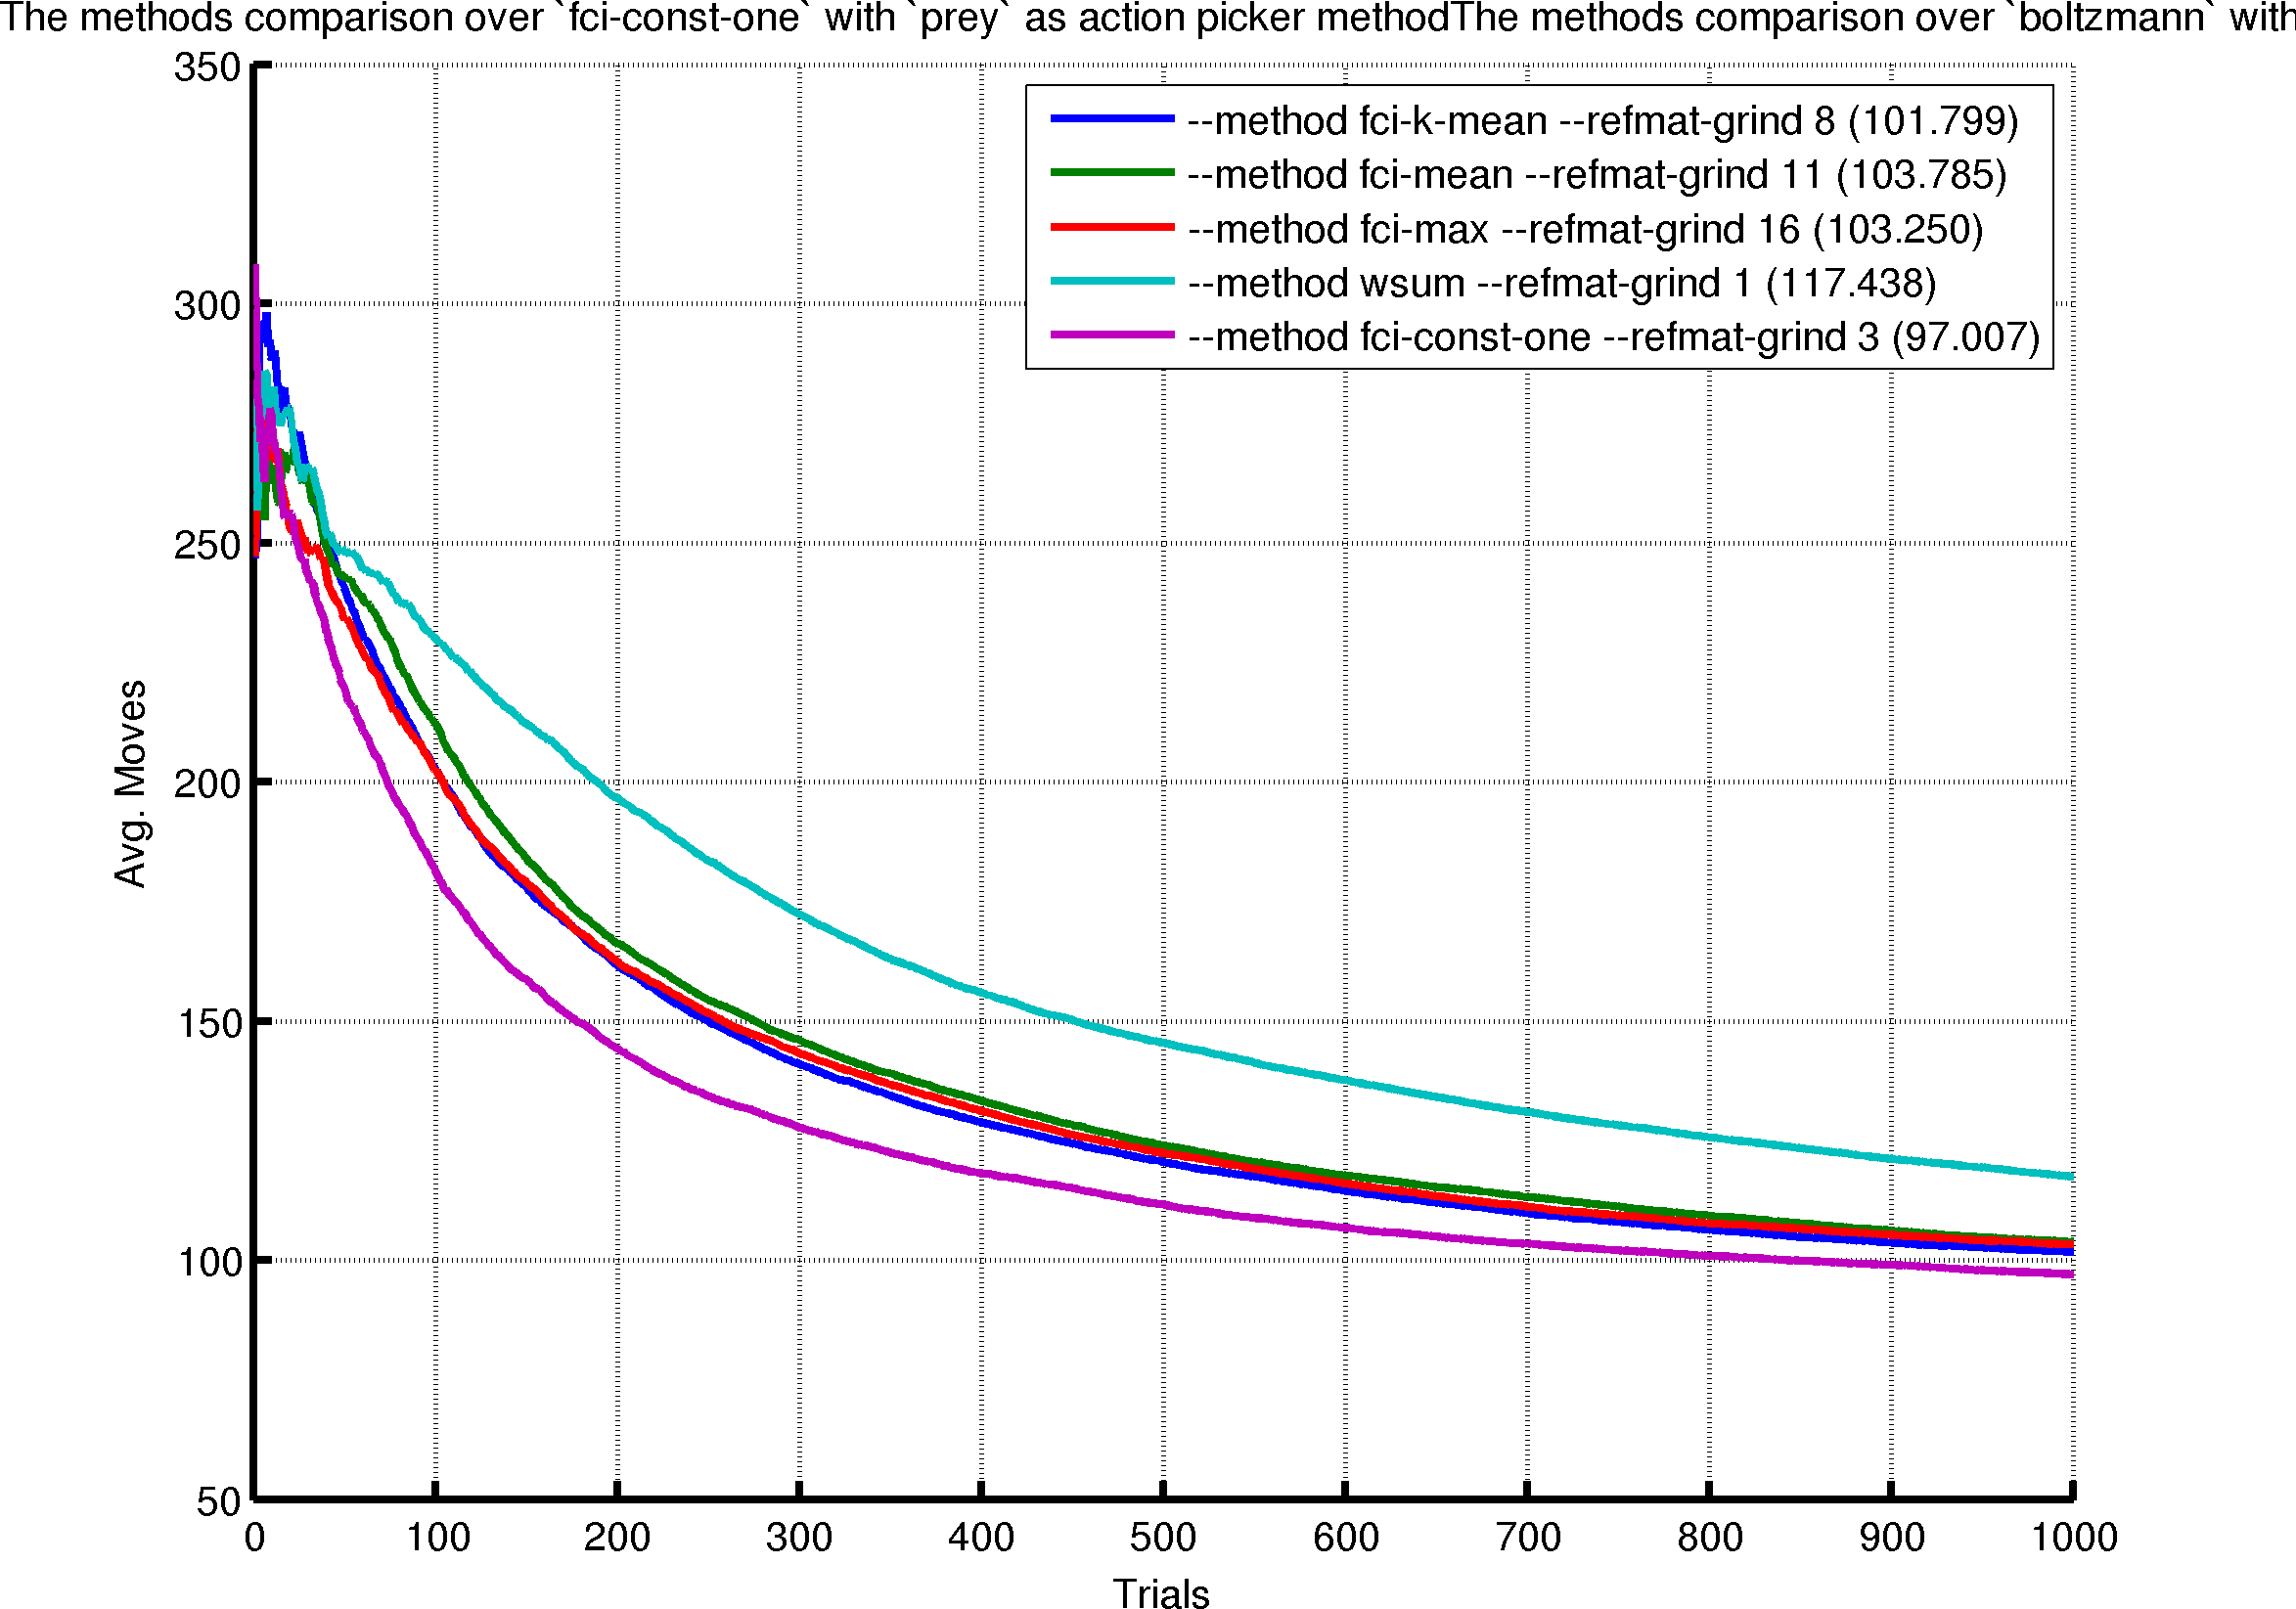 The methods comparison over `fci-const-one` with `prey` as action picker methodThe methods comparison over `boltzmann` with
350
300
250
200
150
100
50
Avg. Moves
--method fci-k-mean --refmat-grind 8 (101.799)
--method fci-mean --refmat-grind 11 (103.785)
--method fci-max --refmat-grind 16 (103.250)
--method wsum --refmat-grind 1 (117.438)
--method fci-const-one --refmat-grind 3 (97.007)
0 100 200 300 400 500 600 700 800 900 1000
Trials